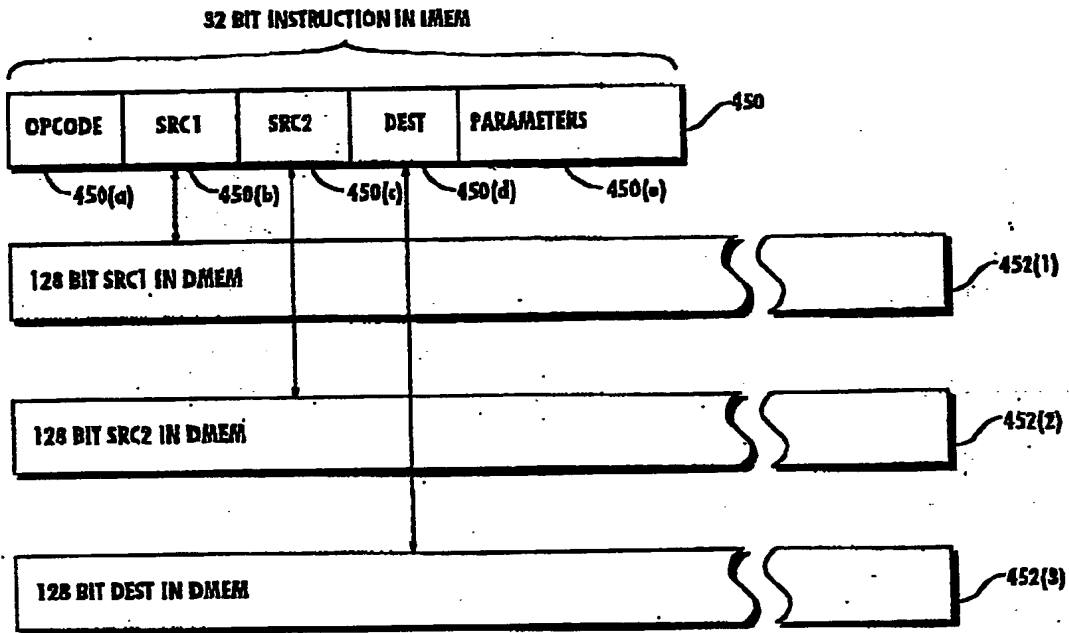 32 BIT INSTRUCTION IN IMEM
OPCODE SRC1 SRC2 DEST PARAMETERS
450
450(a) 450(b) 450(c) 450(d) 450(e)
128 BIT SRC1 IN DMEM
452(1)
128 BIT SRC2 IN DMEM
452(2)
128 BIT DEST IN DMEM
452(3)